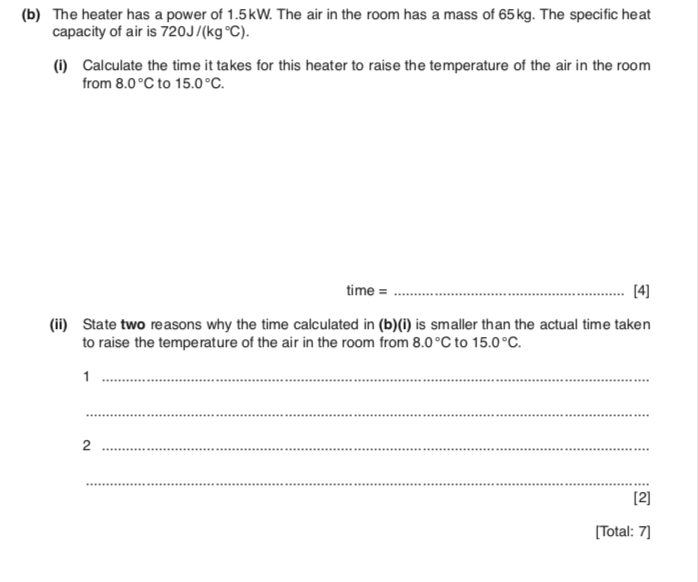 (b) The heater has a power of 1.5kW. The air in the room has a mass of 65kg. The specific heat
capacity of air is 720J/(kg°C).
(i) Calculate the time it takes for this heater to raise the temperature of the air in the room
from 8.0°C to 15.0°C.
time = ............................................................ [4]
(ii) State two reasons why the time calculated in (b)(i) is smaller than the actual time taken
to raise the temperature of the air in the room from 8.0°C to 15.0°C.
1 ............................................................
............................................................
2 ............................................................
............................................................
[2]
[Total: 7]